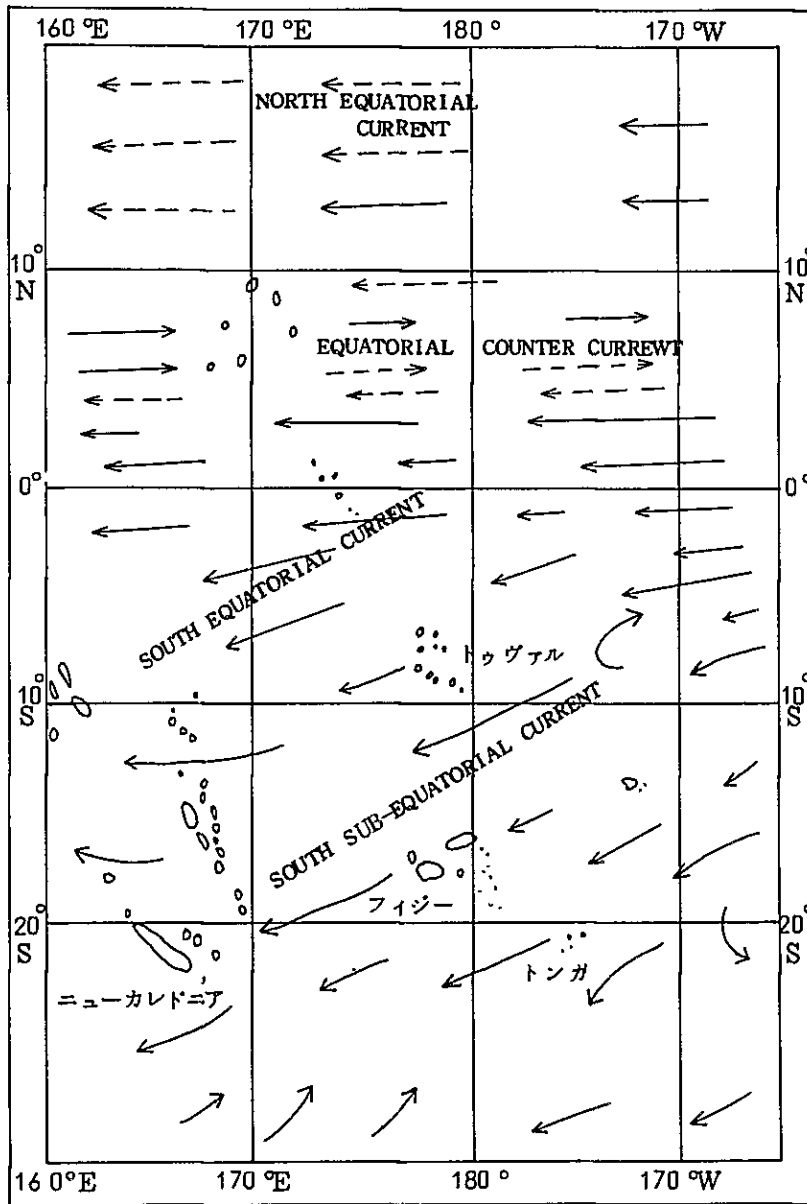 160°E 170°E 180° 170°W
NORTH EQUATORIAL
CURRENT
10° 10°
N N
EQUATORIAL COUNTER CURREWT
0° 0°
SOUTH EQUATORIAL CURRENT
トゥヴァル
10° 10°
S S
SOUTH SUB-EQUATORIAL CURRENT
フィジー
20° 20°
S S
トンガ
ニューカレドニア
160°E 170°E 180° 170°W